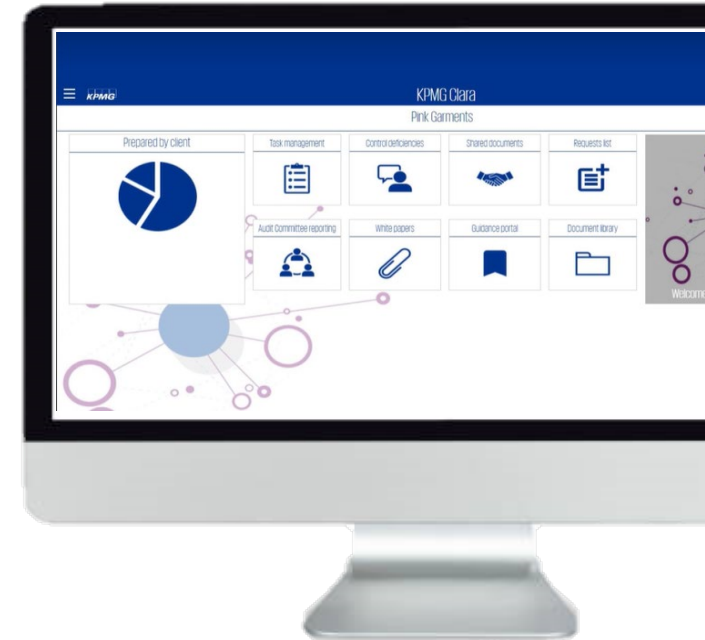 KPMG
KPMG Clara
Pink Garments
Prepared by client
Task management
Control deficiencies
Shared documents
Requests list
Audit Committee reporting
White papers
Guidance portal
Document library
Welcome